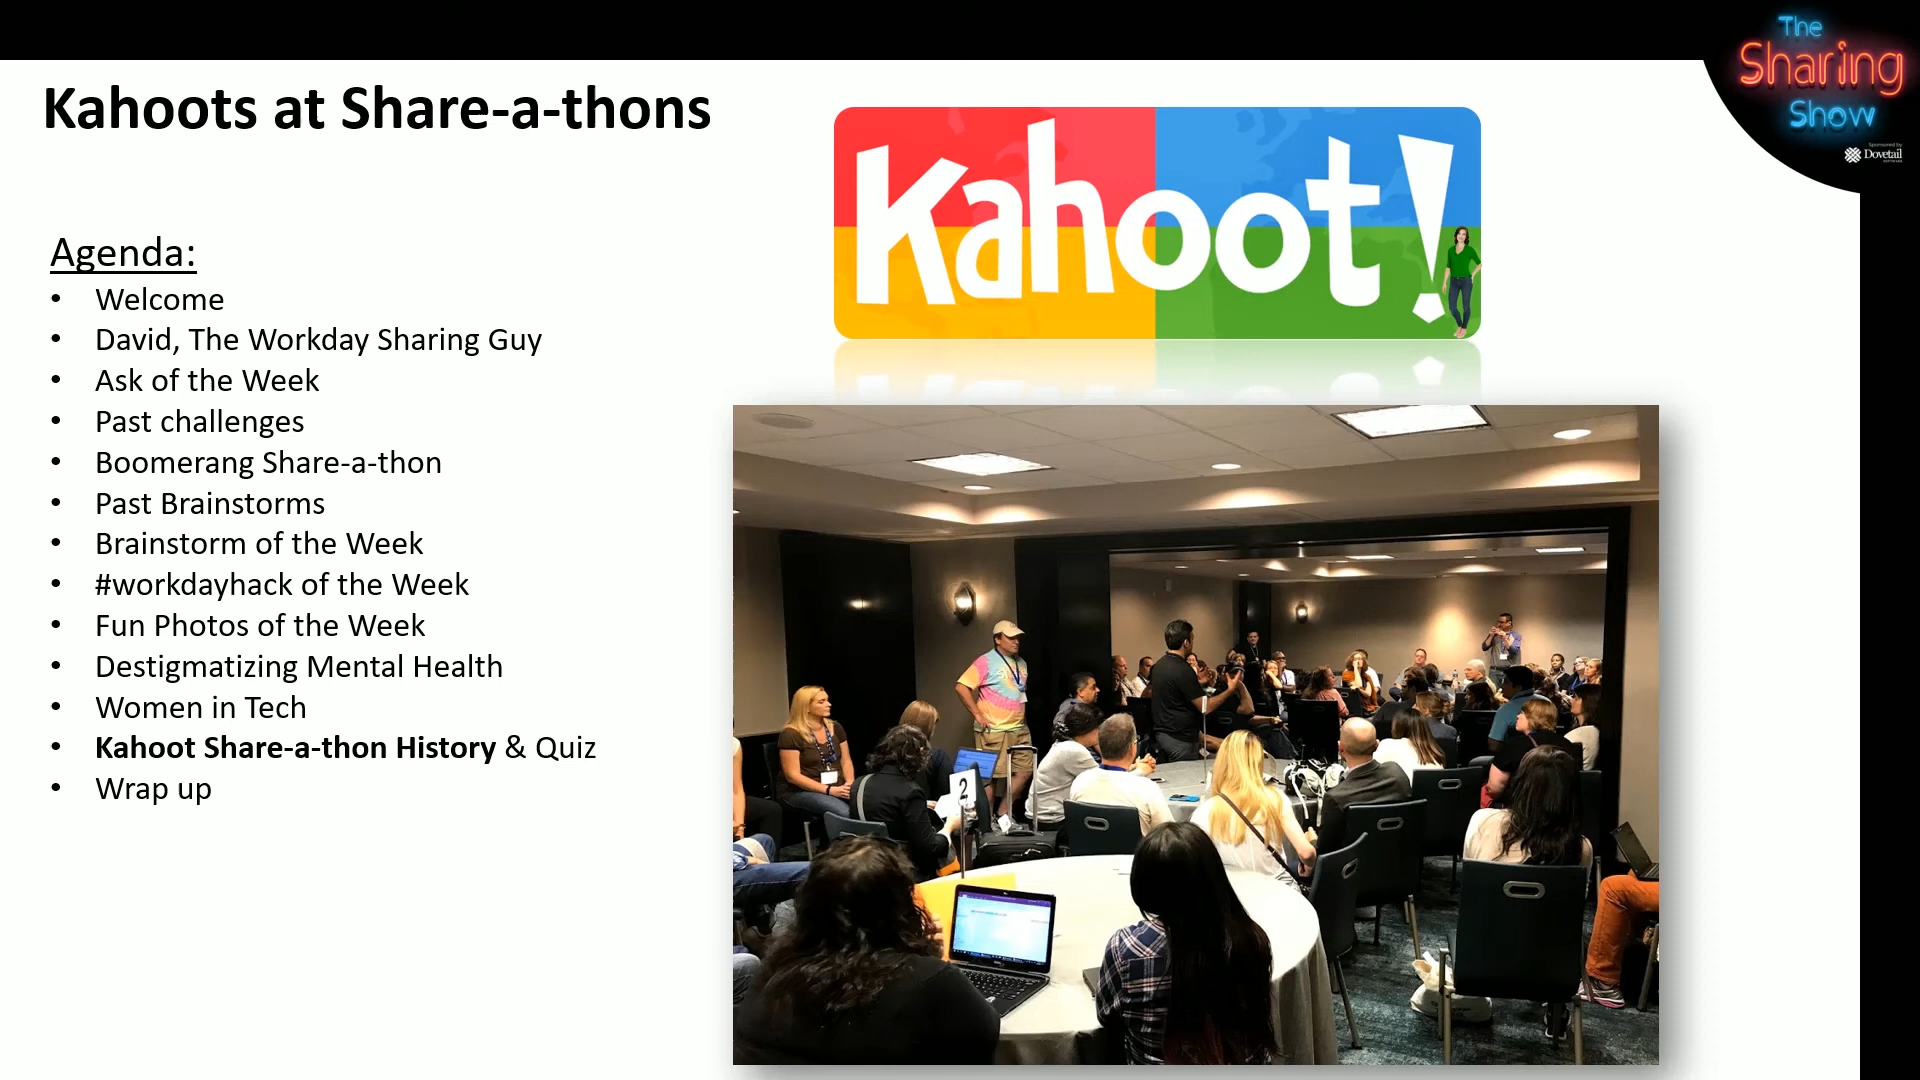 The
Sharing
Show
Sponsored by
Dovetail
SOFTWARE
Kahoots at Share-a-thons
Kahoot!
Agenda:
• Welcome
• David, The Workday Sharing Guy
• Ask of the Week
• Past challenges
• Boomerang Share-a-thon
• Past Brainstorms
• Brainstorm of the Week
• #workdayhack of the Week
• Fun Photos of the Week
• Destigmatizing Mental Health
• Women in Tech
• Kahoot Share-a-thon History & Quiz
• Wrap up
2